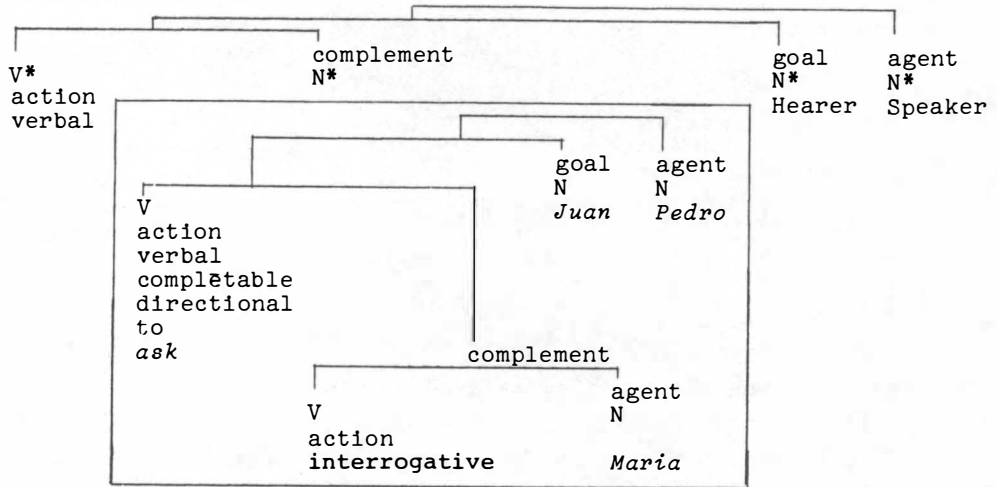 complement goal agent
V* N* N* N*
action Hearer Speaker
verbal
goal agent
N N
V Juan Pedro
action
verbal
completable
directional
to
ask complement
agent
V N
action
interrogative Maria